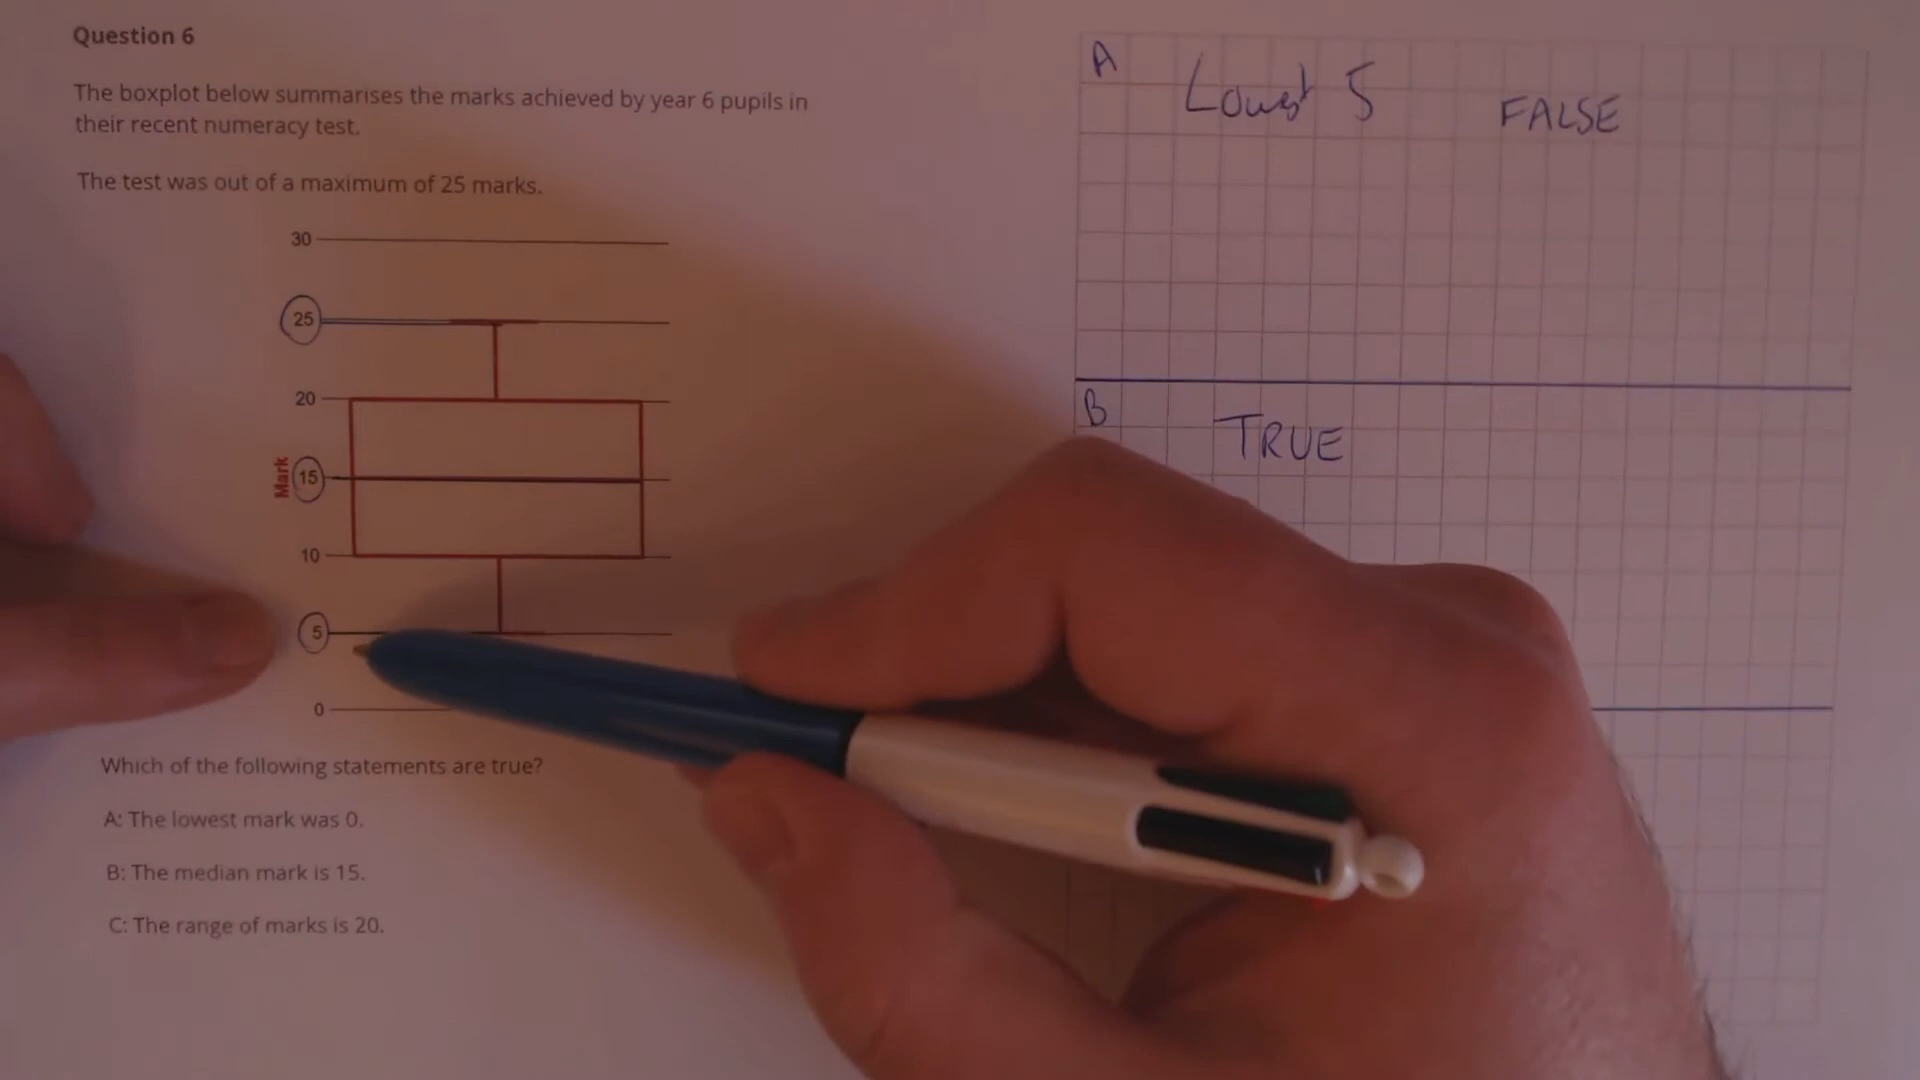 Question 6
The boxplot below summarises the marks achieved by year 6 pupils in
their recent numeracy test.
The test was out of a maximum of 25 marks.
30
25
20
Mark
15
10
5
0
Which of the following statements are true?
A: The lowest mark was 0.
B: The median mark is 15.
C: The range of marks is 20.
A
Lowest 5 FALSE
B
TRUE